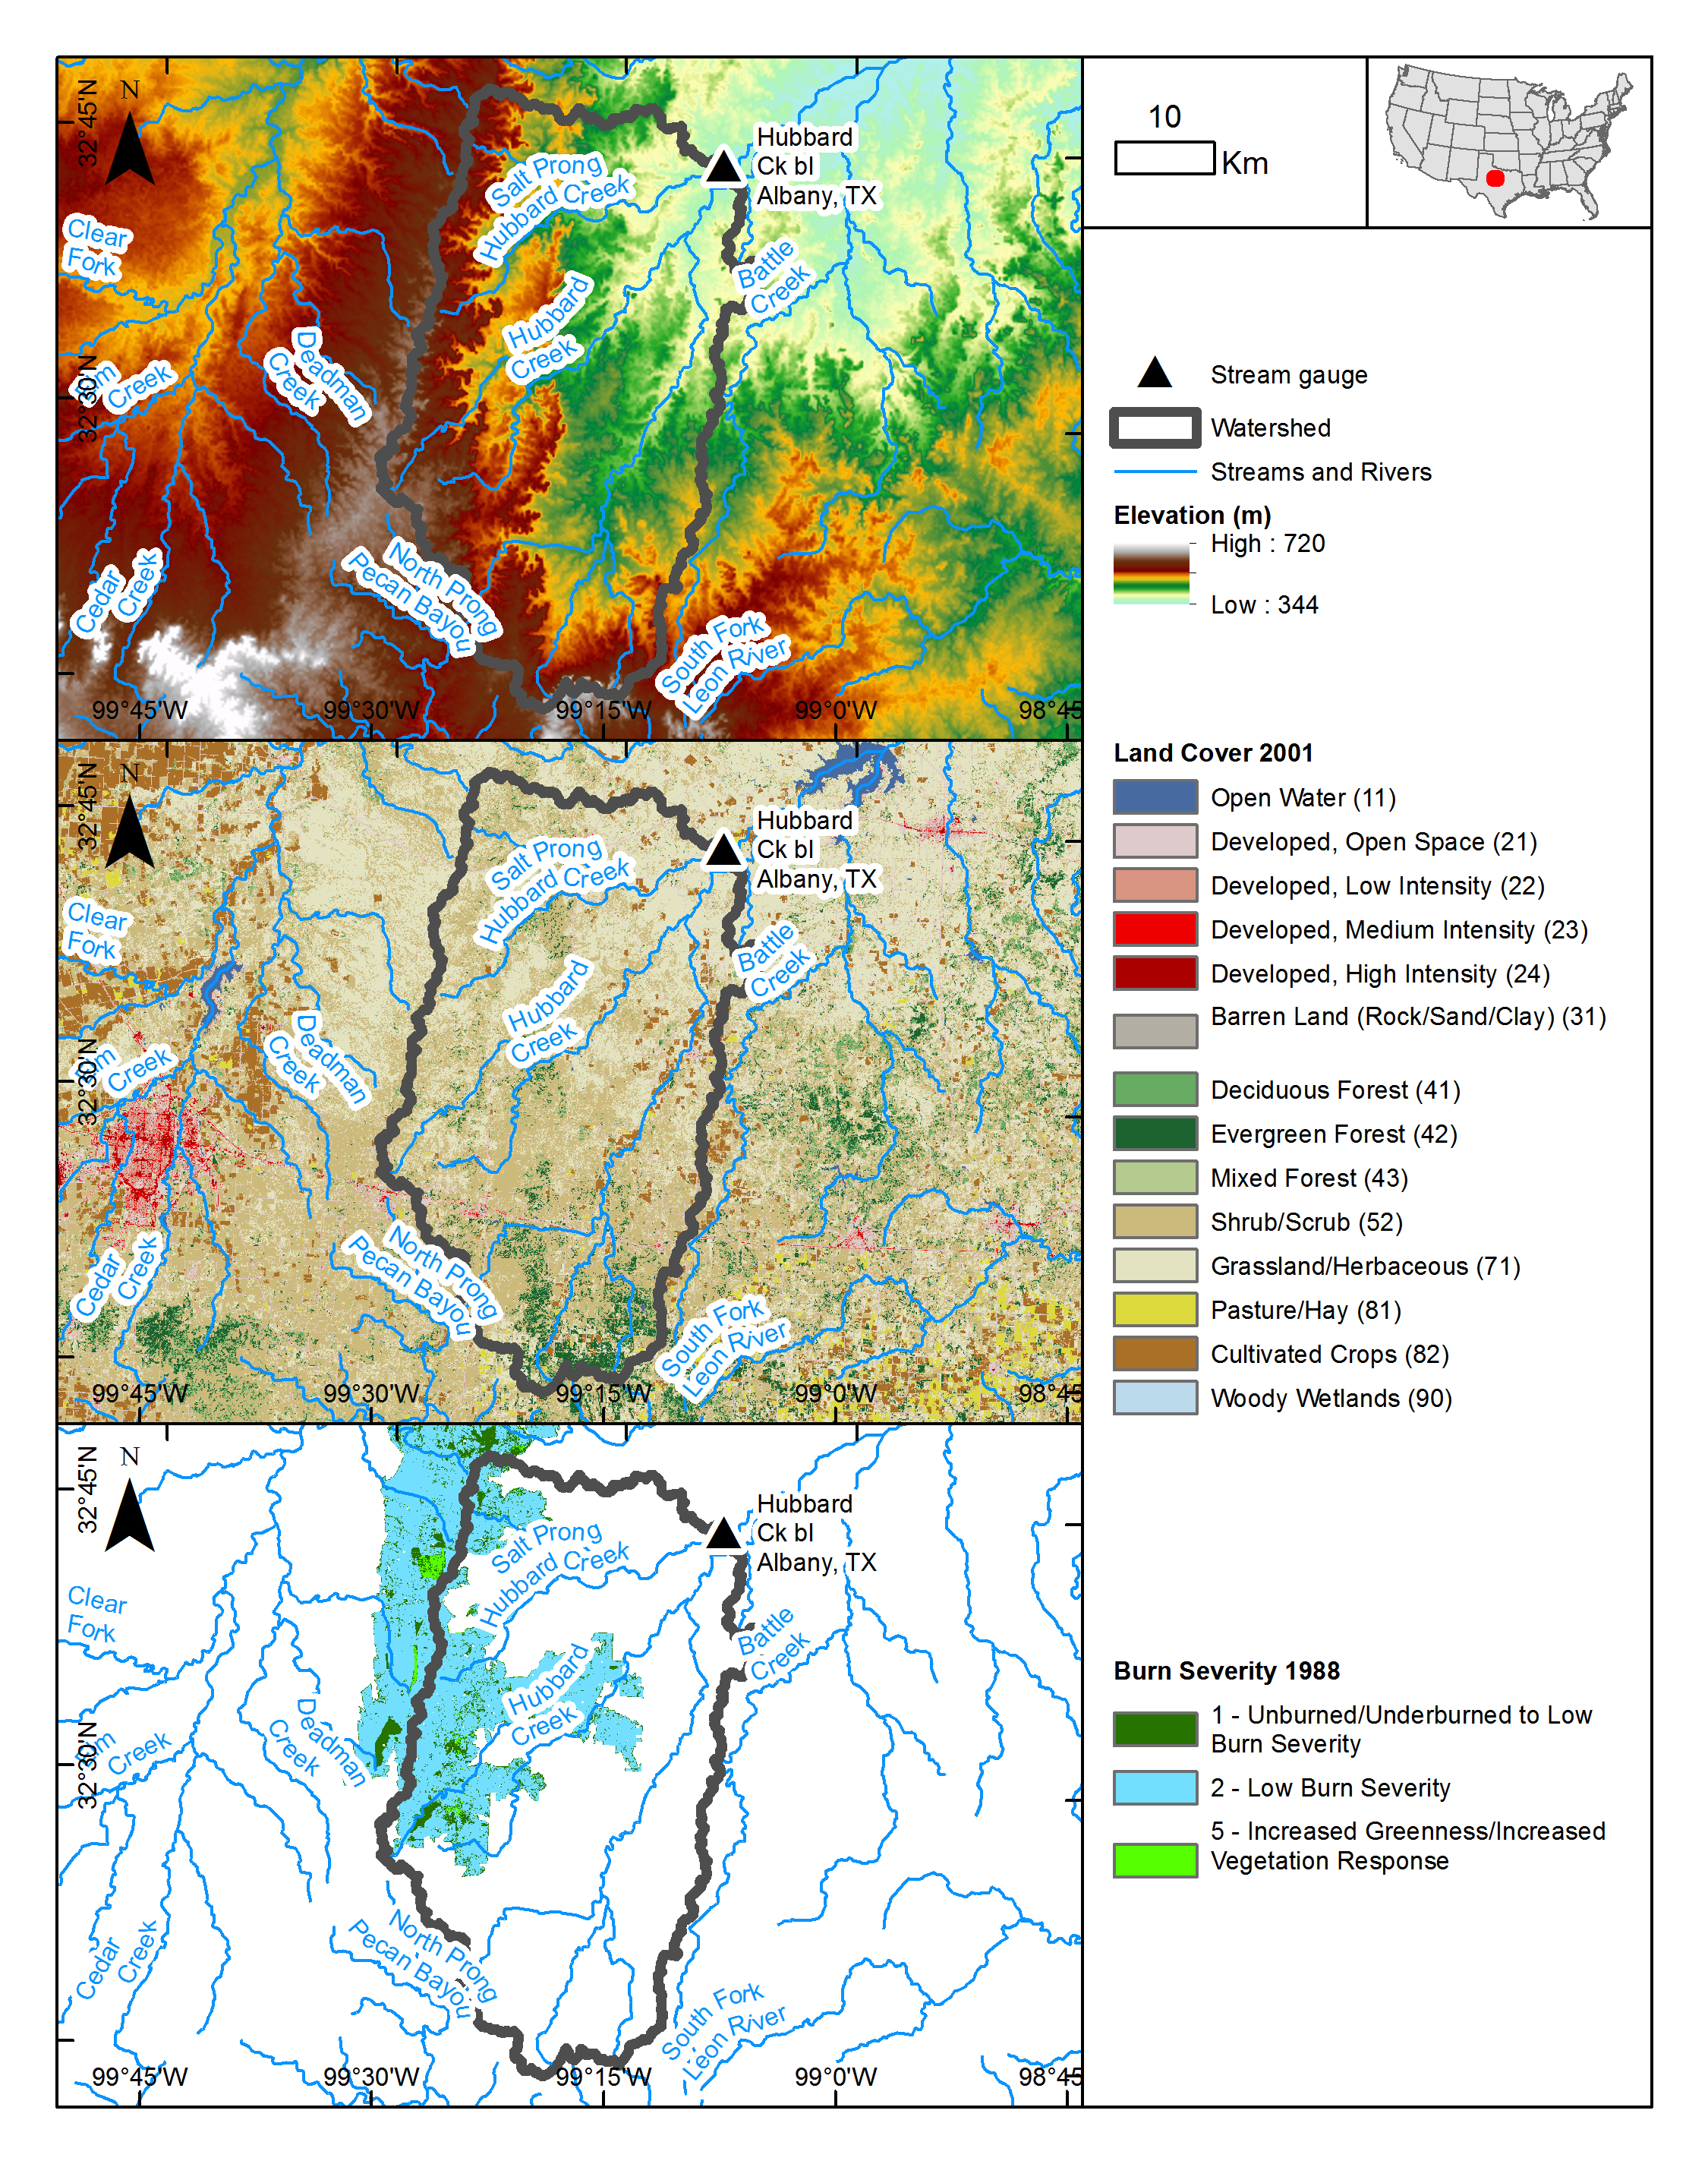 N
32°45'N
32°30'N
Hubbard
Ck bl
Albany, TX
Salt Prong
Hubbard Creek
Clear
Fork
Battle
Creek
Hubbard
Creek
Deadman
Creek
Creek
North Prong
Pecan Bayou
Cedar
Creek
South Fork
Leon River
99°45'W
99°30'W
99°15'W
99°0'W
98°45
N
32°45'N
32°30'N
Hubbard
Ck bl
Albany, TX
Salt Prong
Hubbard Creek
Clear
Fork
Battle
Creek
Hubbard
Creek
Deadman
Creek
Creek
North Prong
Pecan Bayou
Cedar
Creek
South Fork
Leon River
99°45'W
99°30'W
99°15'W
99°0'W
98°45
N
32°45'N
32°30'N
Hubbard
Ck bl
Albany, TX
Salt Prong
Hubbard Creek
Clear
Fork
Battle
Creek
Hubbard
Creek
Deadman
Creek
Creek
North Prong
Pecan Bayou
Cedar
Creek
South Fork
Leon River
99°45'W
99°30'W
99°15'W
99°0'W
98°45
10
Km
Stream gauge
Watershed
Streams and Rivers
Elevation (m)
High : 720
Low : 344
Land Cover 2001
Open Water (11)
Developed, Open Space (21)
Developed, Low Intensity (22)
Developed, Medium Intensity (23)
Developed, High Intensity (24)
Barren Land (Rock/Sand/Clay) (31)
Deciduous Forest (41)
Evergreen Forest (42)
Mixed Forest (43)
Shrub/Scrub (52)
Grassland/Herbaceous (71)
Pasture/Hay (81)
Cultivated Crops (82)
Woody Wetlands (90)
Burn Severity 1988
1 - Unburned/Underburned to Low
Burn Severity
2 - Low Burn Severity
5 - Increased Greenness/Increased
Vegetation Response